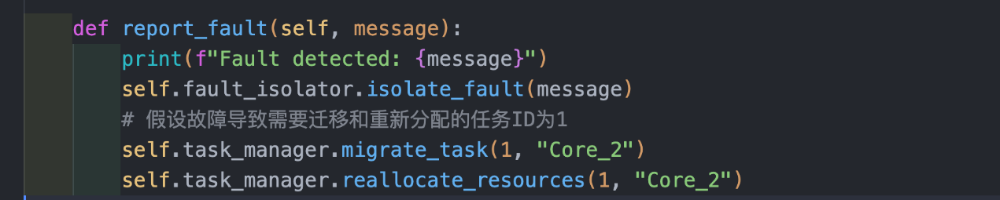 def report_fault(self, message):
print(f"Fault detected: {message}")
self.fault_isolator.isolate_fault(message)
# 假设故障导致需要迁移和重新分配的任务ID为1
self.task_manager.migrate_task(1, "Core_2")
self.task_manager.reallocate_resources(1, "Core_2")